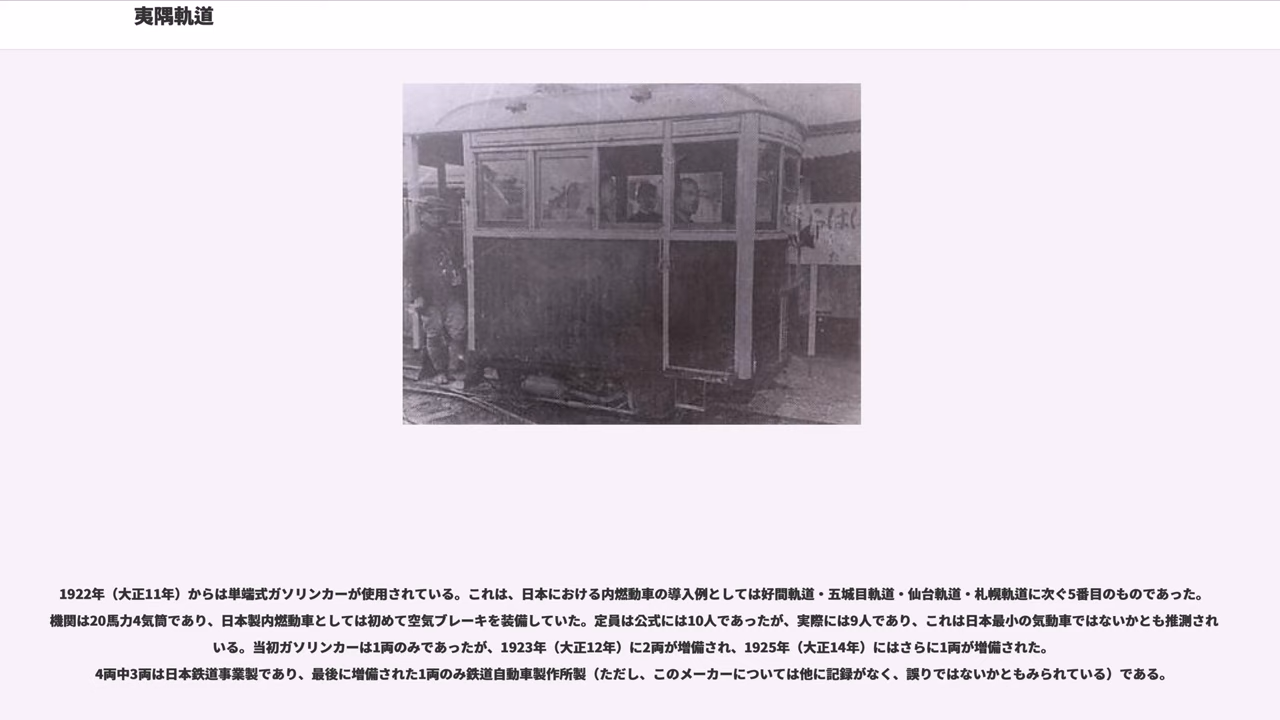 夷隅軌道
1922年（大正11年）からは単端式ガソリンカーが使用されている。これは、日本における内燃動車の導入例としては好間軌道・五城目軌道・仙台軌道・札幌軌道に次ぐ5番目のものであった。
機関は20馬力4気筒であり、日本製内燃動車としては初めて空気ブレーキを装備していた。定員は公式には10人であったが、実際には9人であり、これは日本最小の気動車ではないかとも推測され
いる。当初ガソリンカーは1両のみであったが、1923年（大正12年）に2両が増備され、1925年（大正14年）にはさらに1両が増備された。
4両中3両は日本鉄道事業製であり、最後に増備された1両のみ鉄道自動車製作所製（ただし、このメーカーについては他に記録がなく、誤りではないかともみられている）である。